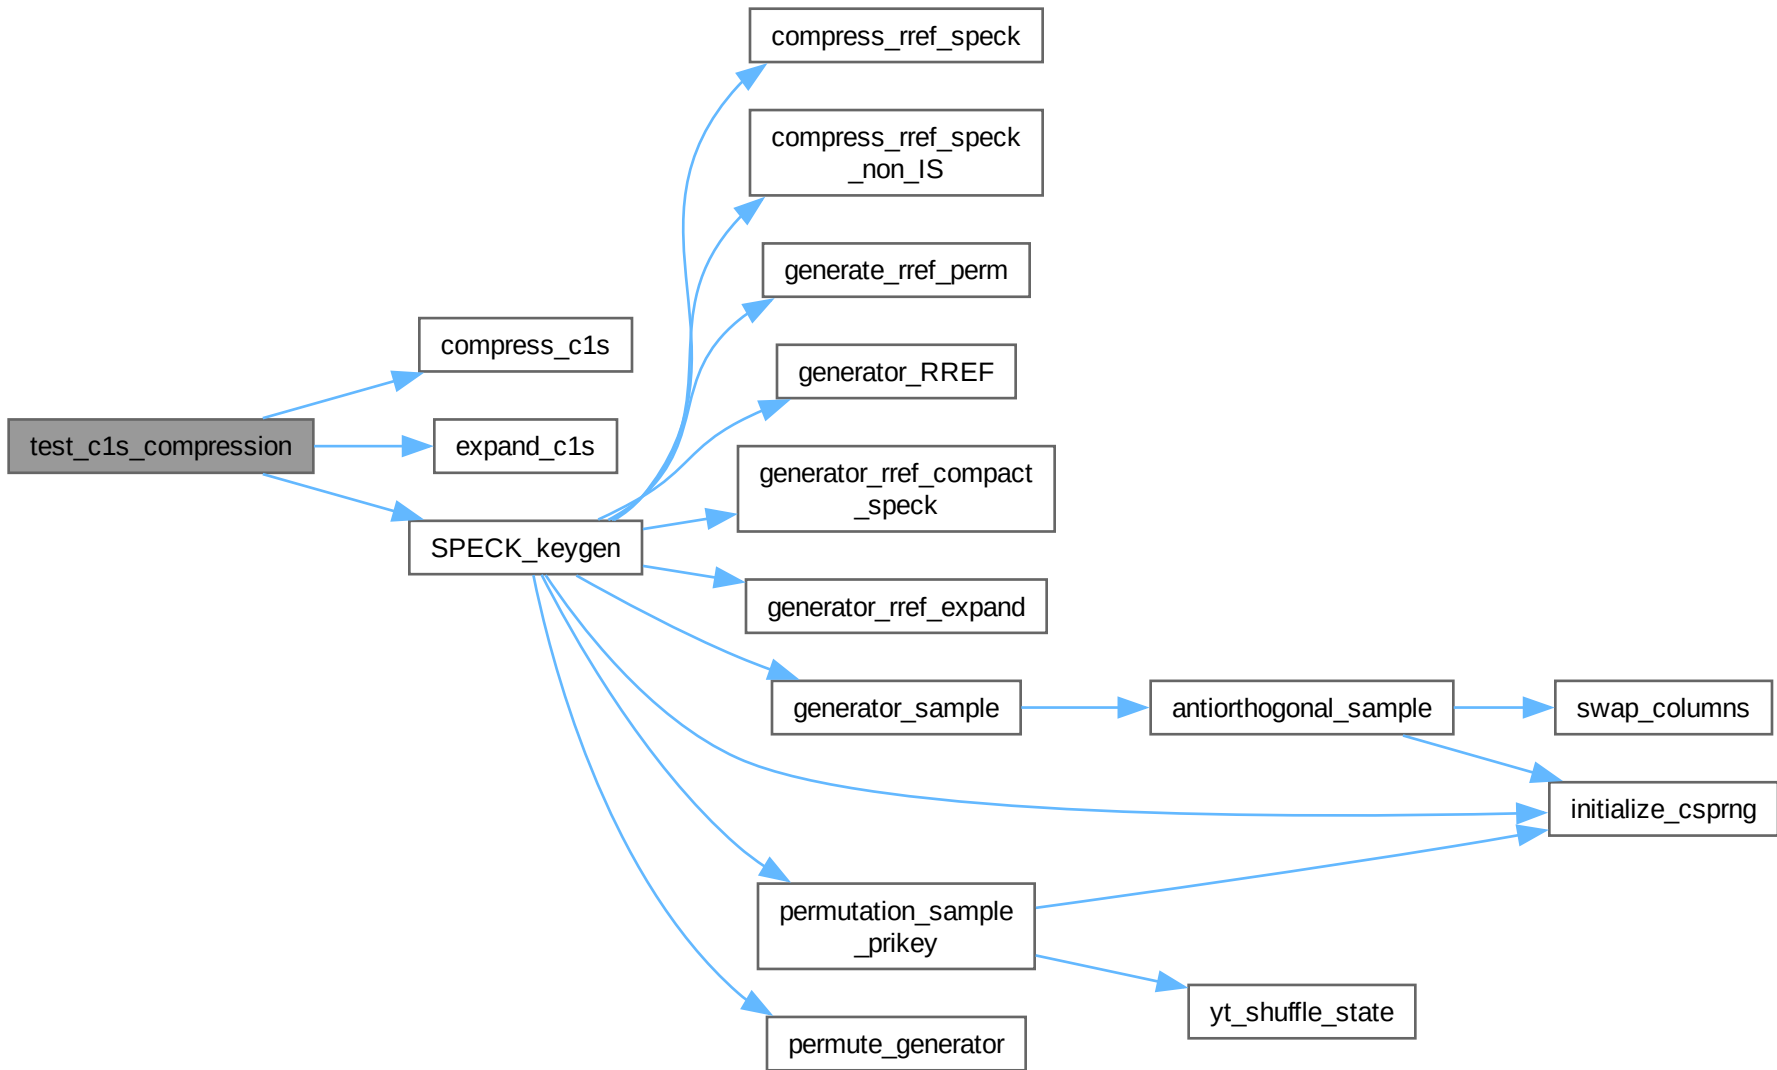 compress_rref_speck
compress_rref_speck
_non_IS
generate_rref_perm
compress_c1s
generator_RREF
test_c1s_compression
expand_c1s
generator_rref_compact
_speck
SPECK_keygen
generator_rref_expand
generator_sample
antiorthogonal_sample
swap_columns
initialize_csprng
permutation_sample
_prikey
yt_shuffle_state
permute_generator